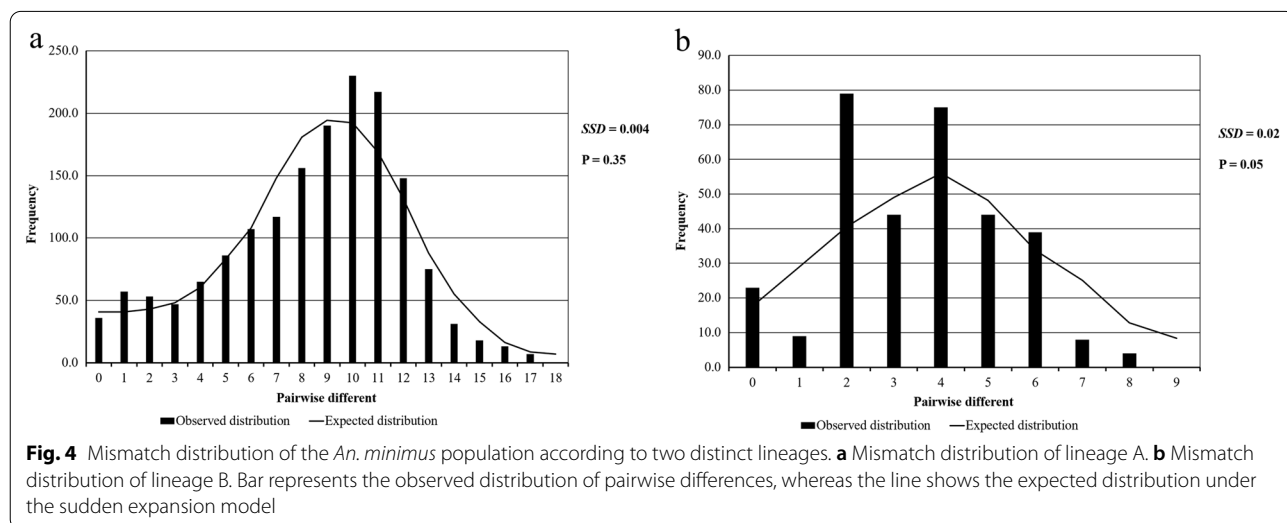 a
250.0
200.0
150.0
100.0
50.0
0.0
Frequency
0 1 2 3 4 5 6 7 8 9 10 11 12 13 14 15 16 17 18
Pairwise different
Observed distribution Expected distribution
SSD = 0.004
P = 0.35
b
90.0
80.0
70.0
60.0
50.0
40.0
30.0
20.0
10.0
0.0
Frequency
0 1 2 3 4 5 6 7 8 9
Pairwise different
Observed distribution Expected distribution
SSD = 0.02
P = 0.05
Fig. 4 Mismatch distribution of the An. minimus population according to two distinct lineages. a Mismatch distribution of lineage A. b Mismatch
distribution of lineage B. Bar represents the observed distribution of pairwise differences, whereas the line shows the expected distribution under
the sudden expansion model